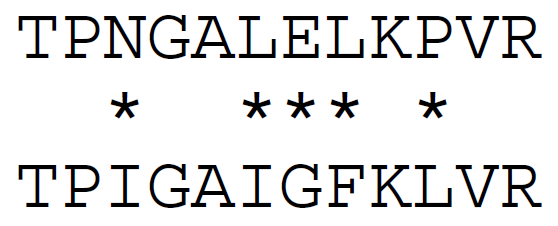 TPNGALELKPVR
* *** *
TPIGAIGFKLVR